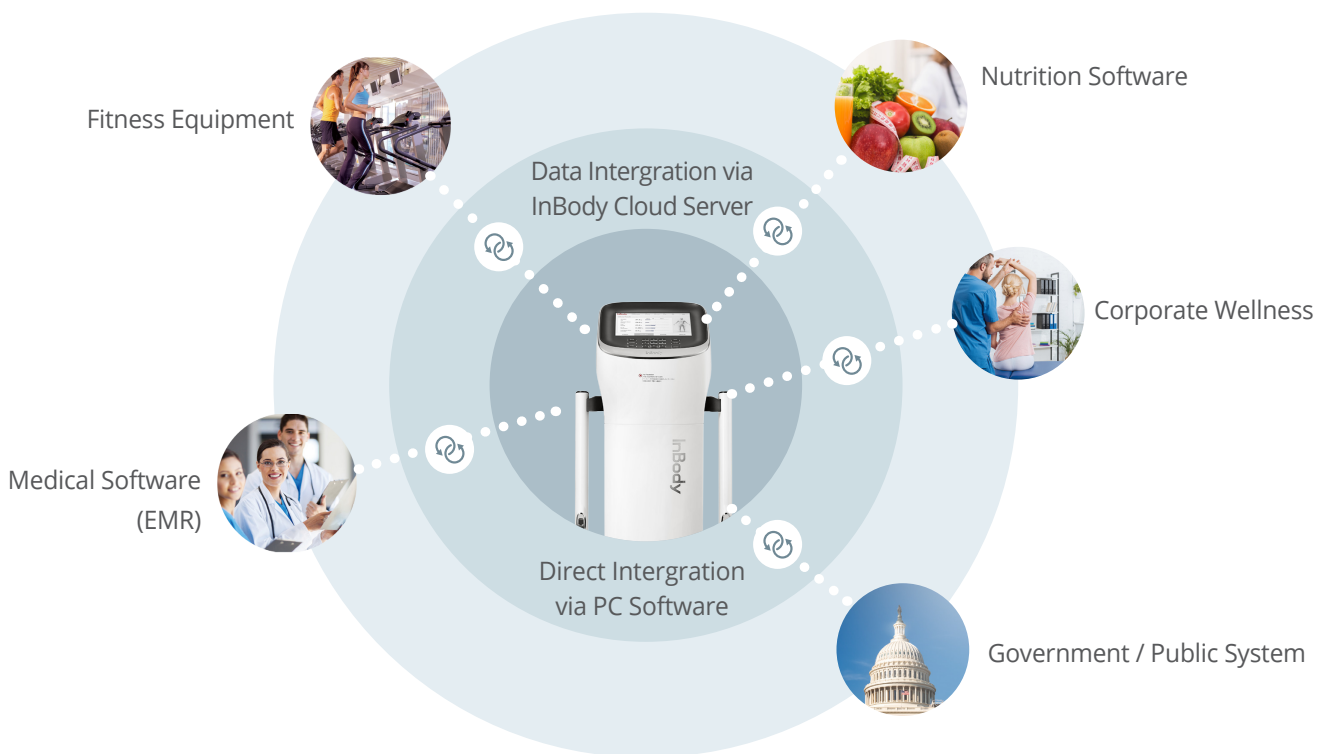 Nutrition Software
Fitness Equipment
Data Intergration via
InBody Cloud Server
Corporate Wellness
InBody
Medical Software
(EMR)
Direct Intergration
via PC Software
Government / Public System